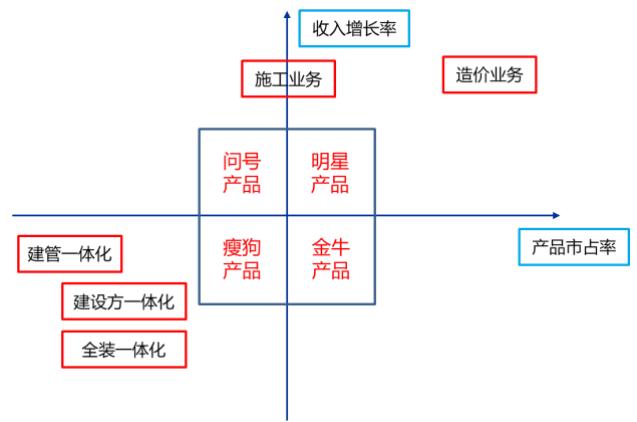 收入增长率
施工业务
造价业务
问号
产品
明星
产品
产品市占率
建管一体化
瘦狗
产品
金牛
产品
建设方一体化
全装一体化